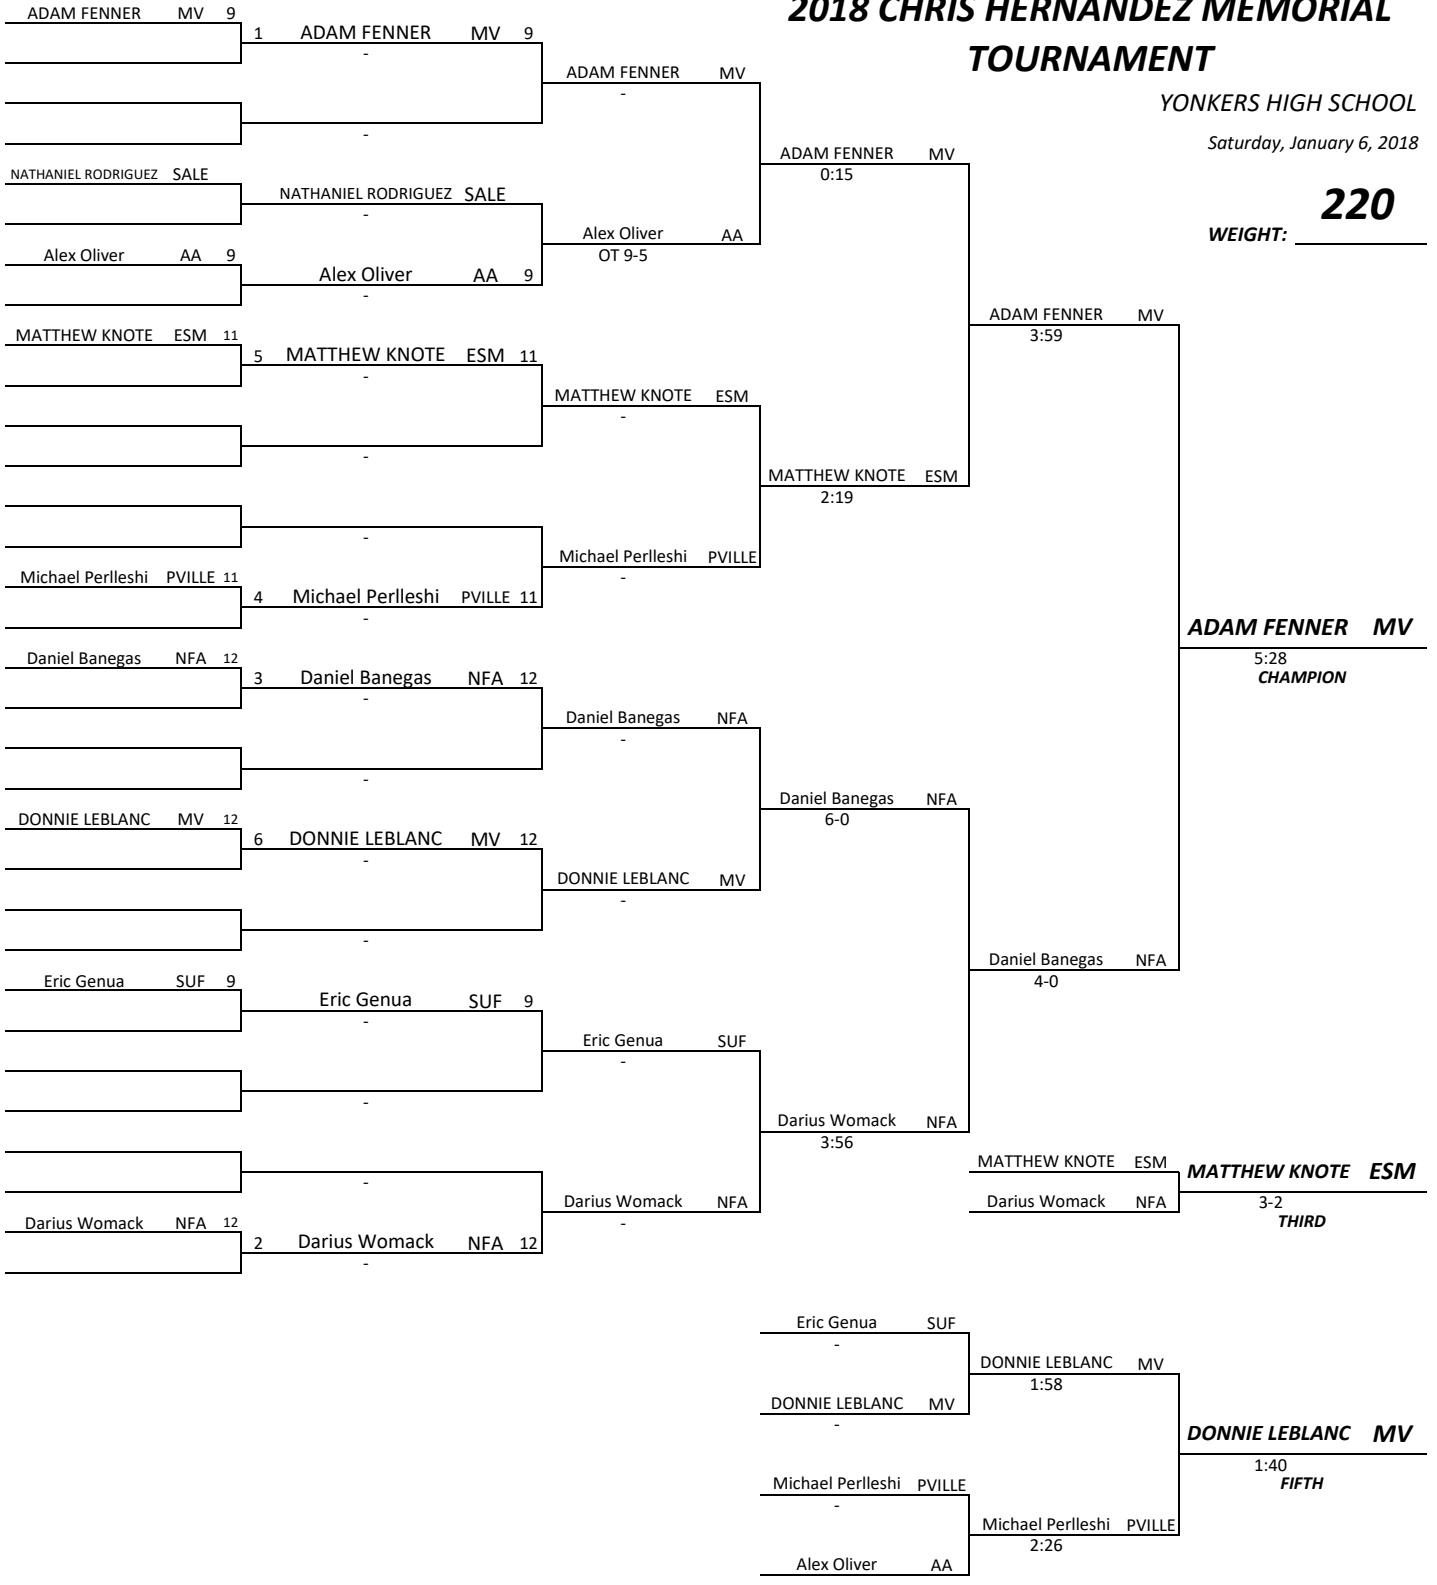 2018 CHRIS HERNANDEZ MEMORIAL
TOURNAMENT
YONKERS HIGH SCHOOL
Saturday, January 6, 2018
220
WEIGHT:
ADAM FENNER MV 9
NATHANIEL RODRIGUEZ SALE
Alex Oliver AA 9
MATTHEW KNOTE ESM 11
Michael Perlleshi PVILLE 11
Daniel Banegas NFA 12
DONNIE LEBLANC MV 12
Eric Genua SUF 9
Darius Womack NFA 12
1 ADAM FENNER MV 9
-
-
NATHANIEL RODRIGUEZ SALE
-
Alex Oliver AA 9
-
5 MATTHEW KNOTE ESM 11
-
-
-
4 Michael Perlleshi PVILLE 11
-
3 Daniel Banegas NFA 12
-
-
6 DONNIE LEBLANC MV 12
-
-
Eric Genua SUF 9
-
-
-
2 Darius Womack NFA 12
-
ADAM FENNER MV
-
Alex Oliver AA
OT 9-5
MATTHEW KNOTE ESM
-
Michael Perlleshi PVILLE
-
Daniel Banegas NFA
-
DONNIE LEBLANC MV
-
Eric Genua SUF
-
Darius Womack NFA
-
ADAM FENNER MV
0:15
MATTHEW KNOTE ESM
2:19
Daniel Banegas NFA
6-0
Darius Womack NFA
3:56
ADAM FENNER MV
3:59
Daniel Banegas NFA
4-0
ADAM FENNER MV
5:28
CHAMPION
MATTHEW KNOTE ESM
Darius Womack NFA
MATTHEW KNOTE ESM
3-2
THIRD
Eric Genua SUF
-
DONNIE LEBLANC MV
-
Michael Perlleshi PVILLE
-
Alex Oliver AA
DONNIE LEBLANC MV
1:58
Michael Perlleshi PVILLE
2:26
DONNIE LEBLANC MV
1:40
FIFTH